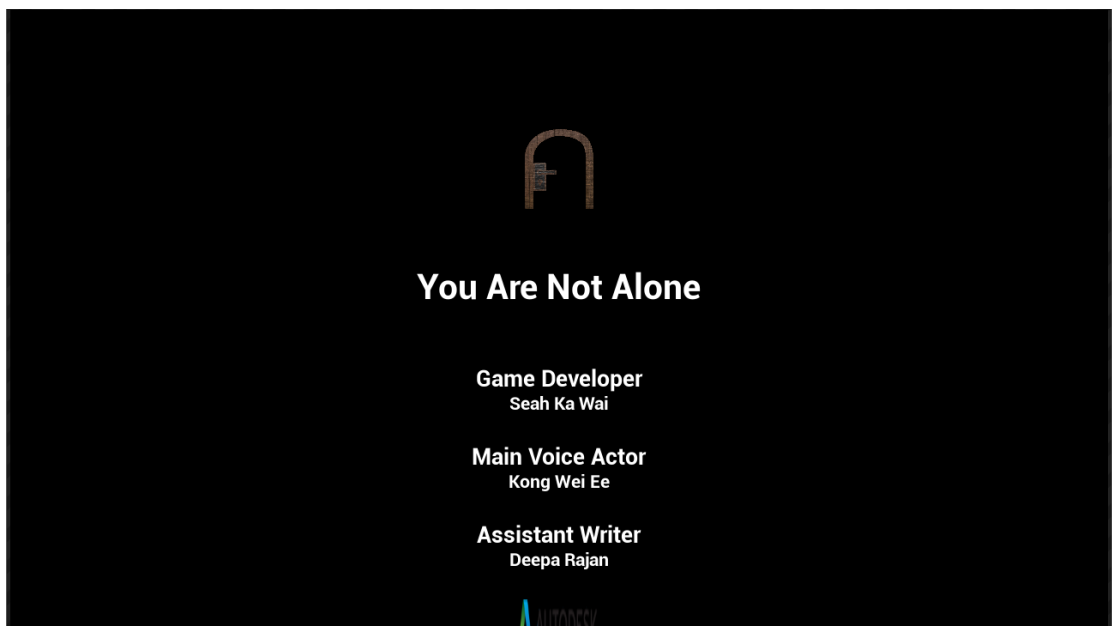 You Are Not Alone
Game Developer
Seah Ka Wai
Main Voice Actor
Kong Wei Ee
Assistant Writer
Deepa Rajan
AUTODESK